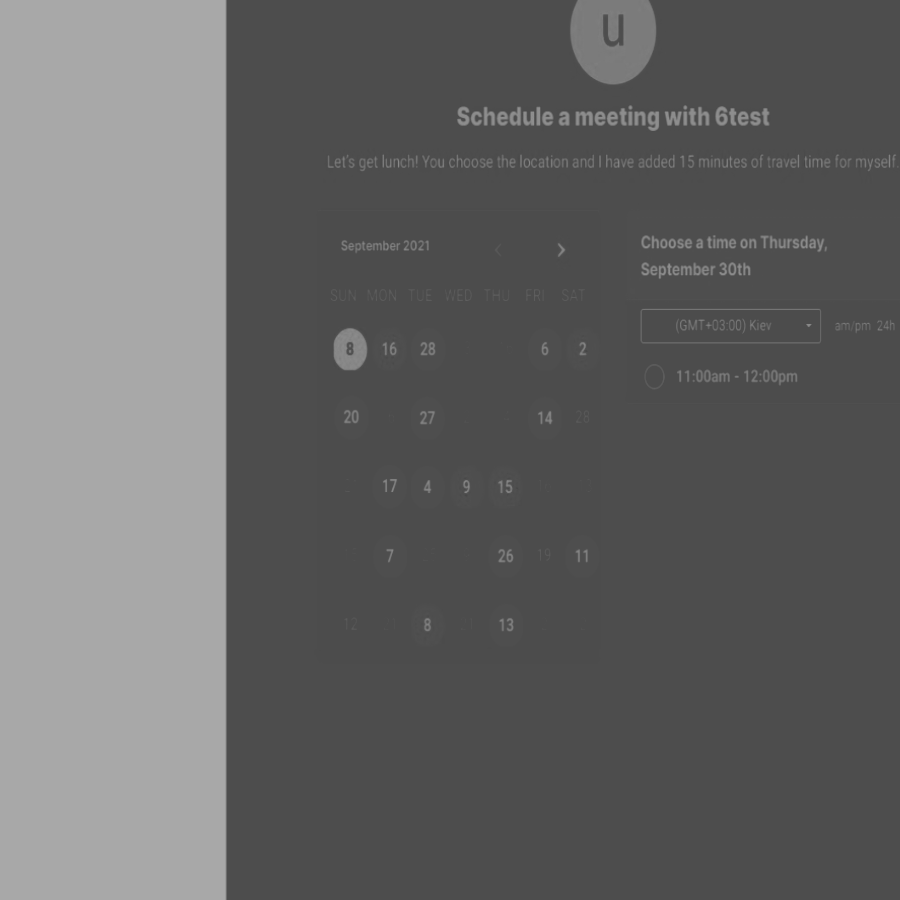 u
Schedule a meeting with 6test
Let's get lunch! You choose the location and I have added 15 minutes of travel time for myself.
September 2021
SUN MON TUE WED THU FRI SAT
8 16 28 6 2
20 27 14 28
17 4 9 15
7 26 19 11
12 8 13
Choose a time on Thursday,
September 30th
(GMT+03:00) Kiev am/pm 24h
11:00am - 12:00pm